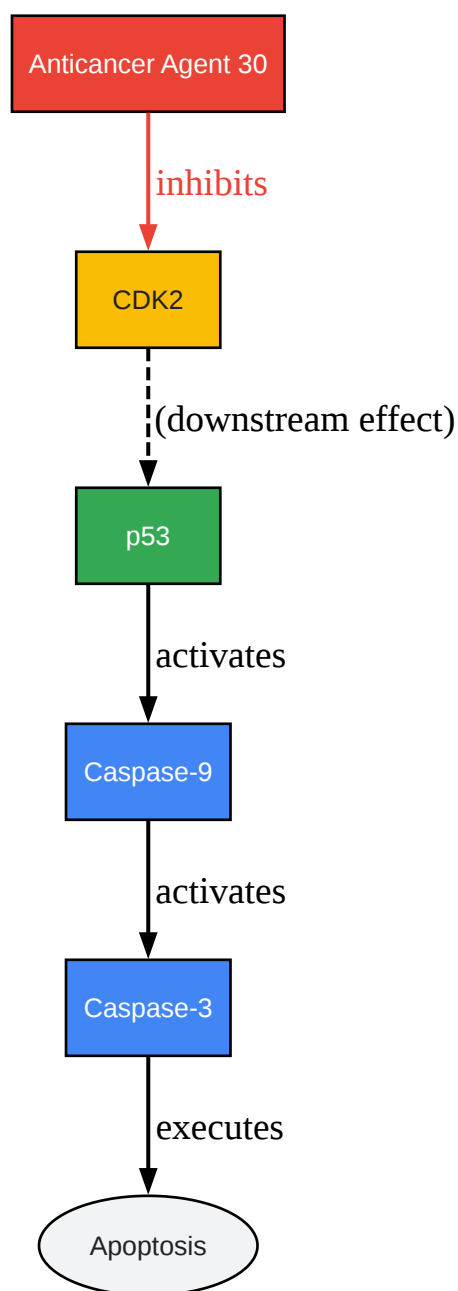 Anticancer Agent 30
inhibits
CDK2
(downstream effect)
p53
activates
Caspase-9
activates
Caspase-3
executes
Apoptosis